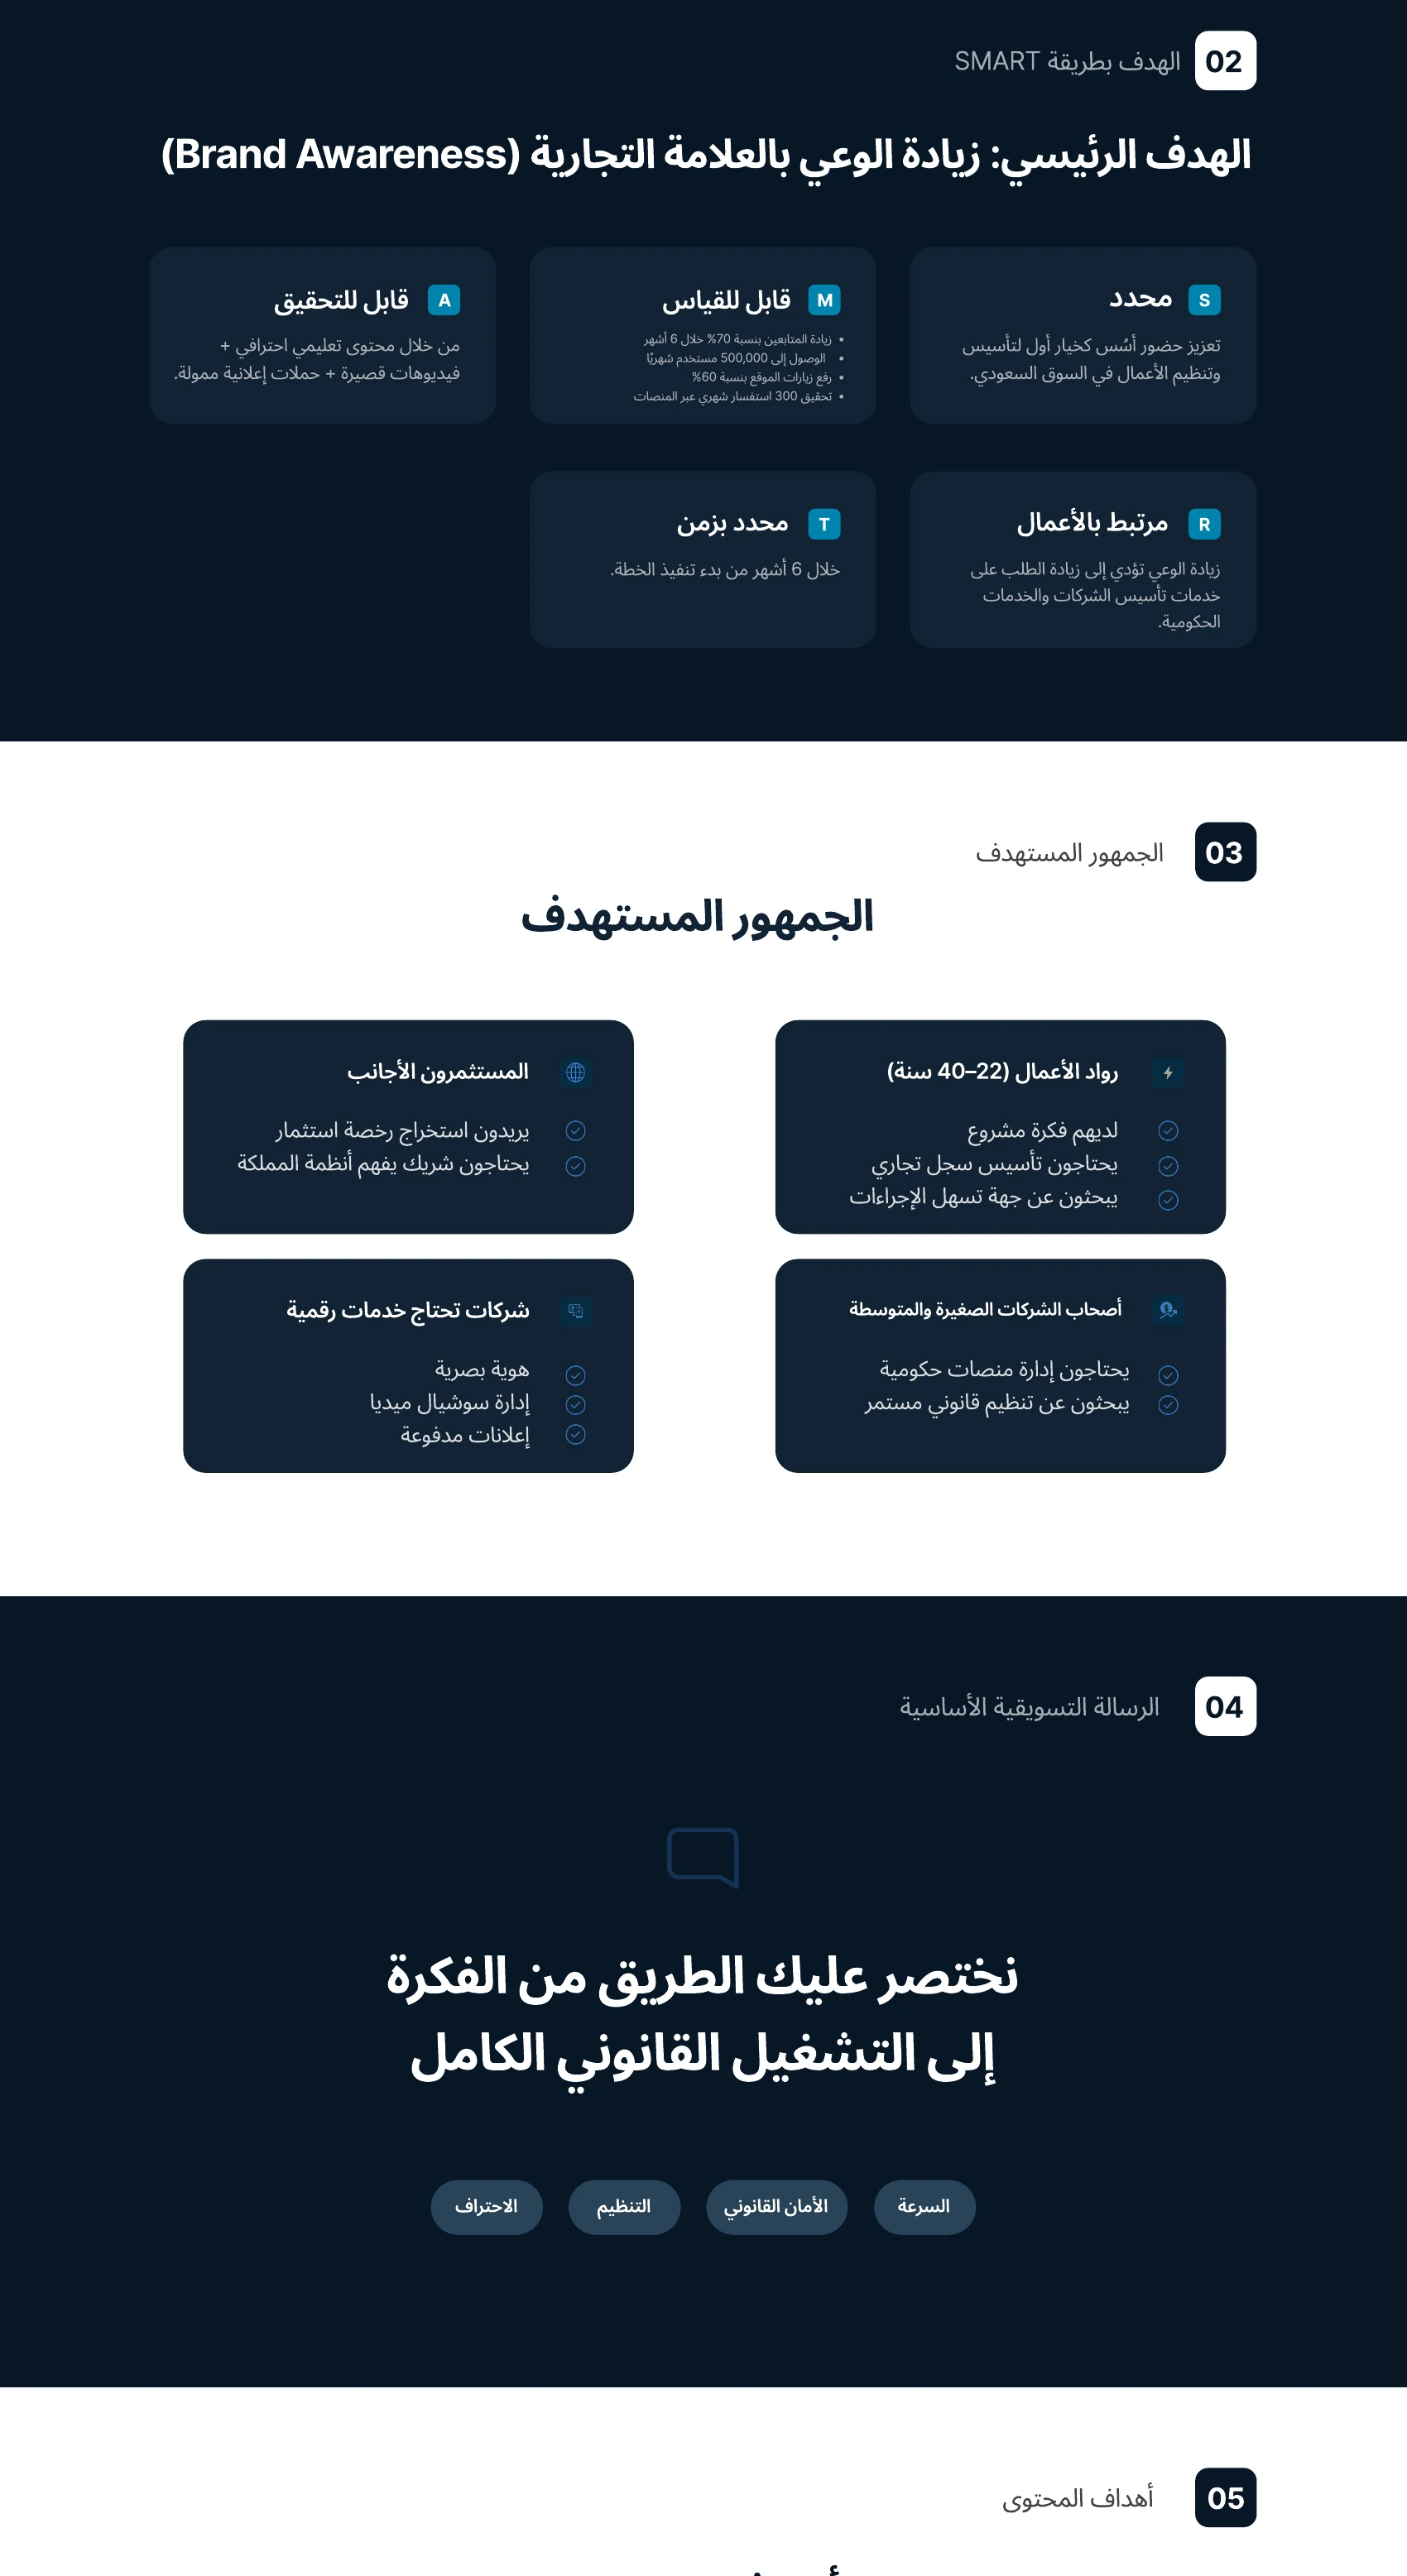 02
الهدف بطريقة SMART
الهدف الرئيسي: زيادة الوعي بالعلامة التجارية (Brand Awareness)
S
محدد
تعزيز حضور أسُس كخيار أول لتأسيس
وتنظيم الأعمال في السوق السعودي.
M
قابل للقياس
• زيادة المتابعين بنسبة 70% خلال 6 أشهر
• الوصول إلى 500,000 مستخدم شهريًا
• رفع زيارات الموقع بنسبة 60%
• تحقيق 300 استفسار شهري عبر المنصات
A
قابل للتحقيق
من خلال محتوى تعليمي احترافي +
فيديوهات قصيرة + حملات إعلانية ممولة.
R
مرتبط بالأعمال
زيادة الوعي تؤدي إلى زيادة الطلب على
خدمات تأسيس الشركات والخدمات
الحكومية.
T
محدد بزمن
خلال 6 أشهر من بدء تنفيذ الخطة.
03
الجمهور المستهدف
الجمهور المستهدف
رواد الأعمال (22–40 سنة)
لديهم فكرة مشروع
يحتاجون تأسيس سجل تجاري
يبحثون عن جهة تسهل الإجراءات
المستثمرون الأجانب
يريدون استخراج رخصة استثمار
يحتاجون شريك يفهم أنظمة المملكة
أصحاب الشركات الصغيرة والمتوسطة
يحتاجون إدارة منصات حكومية
يبحثون عن تنظيم قانوني مستمر
شركات تحتاج خدمات رقمية
هوية بصرية
إدارة سوشيال ميديا
إعلانات مدفوعة
04
الرسالة التسويقية الأساسية
نختصر عليك الطريق من الفكرة
إلى التشغيل القانوني الكامل
السرعة
الأمان القانوني
التنظيم
الاحتراف
05
أهداف المحتوى